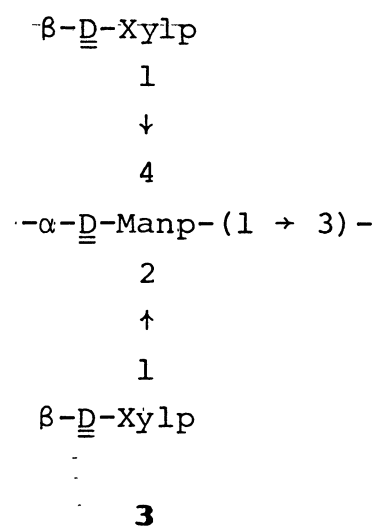 β-D-Xylp
1
↓
4
-α-D-Manp-(1 → 3)-
2
↑
1
β-D-Xylp
3